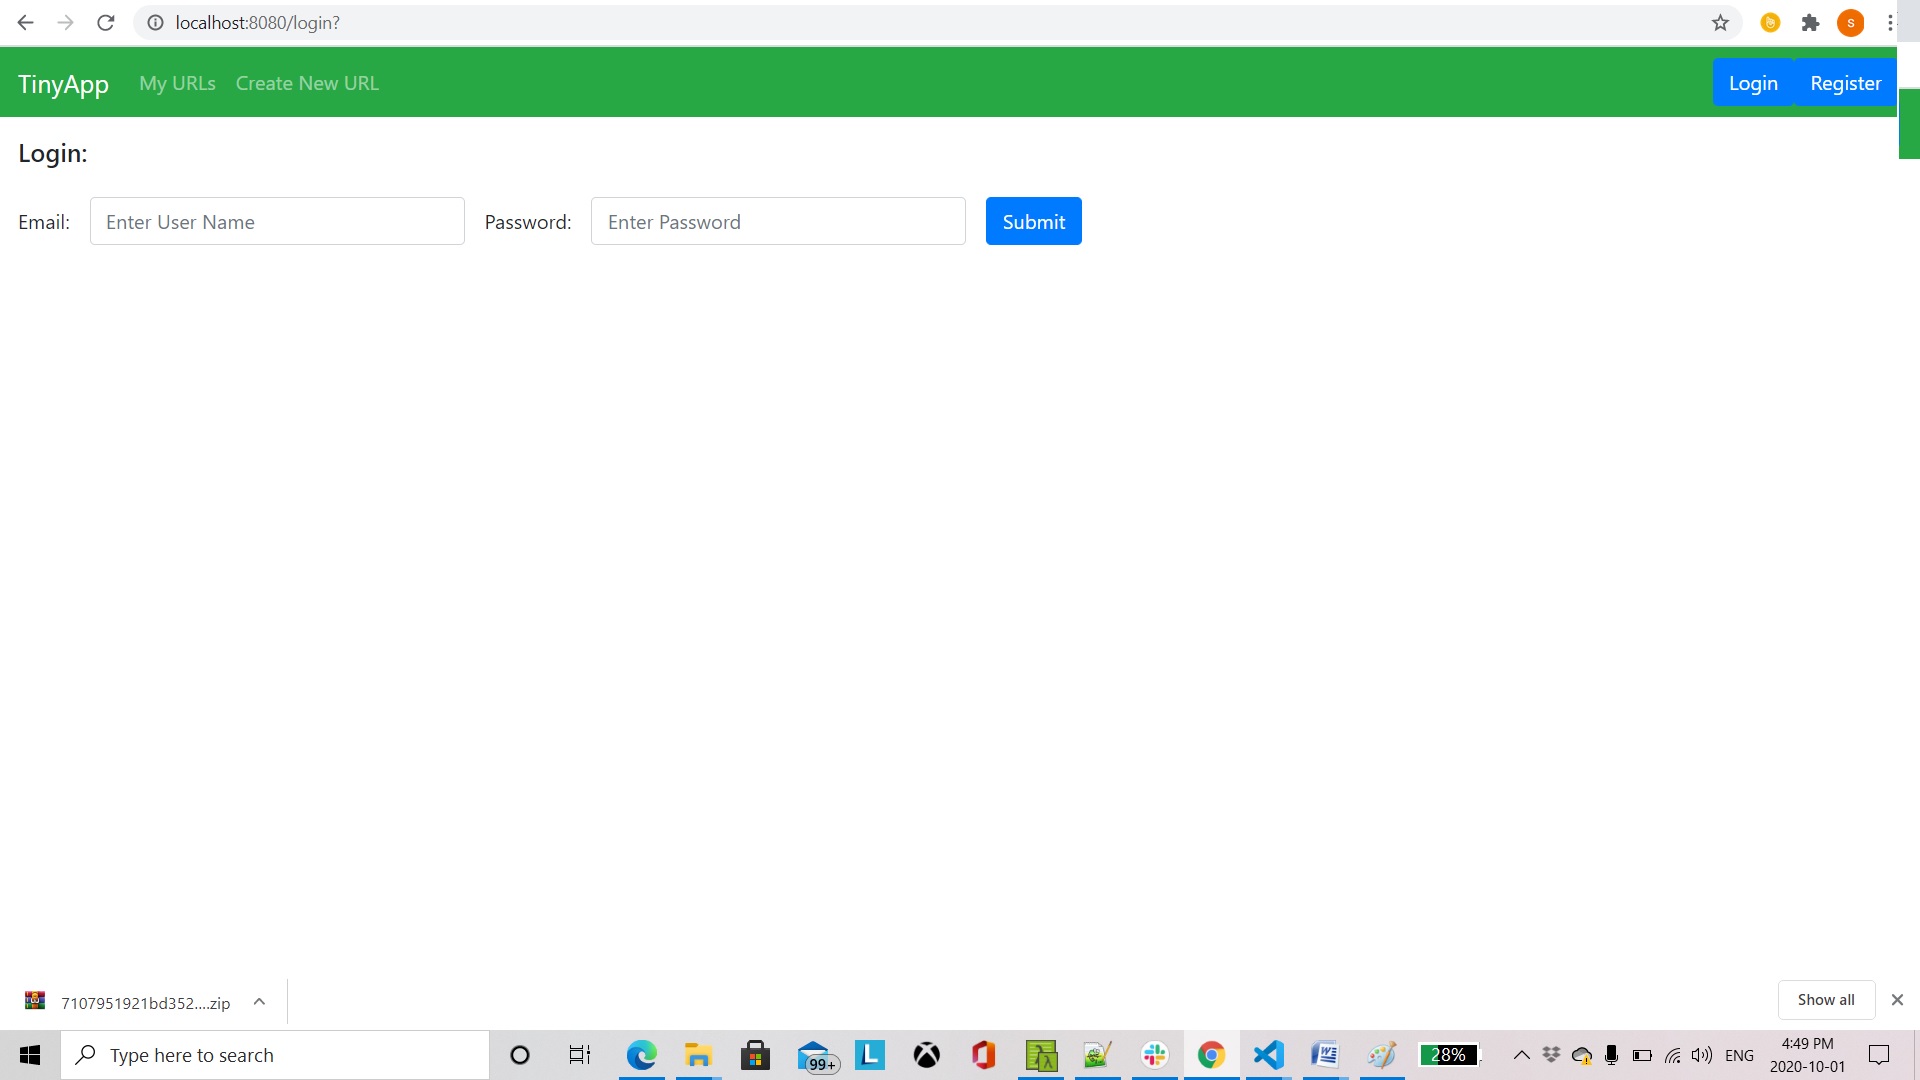 localhost:8080/login?
S
TinyApp My URLs Create New URL Login Register
Login:
Email: Enter User Name Password: Enter Password Submit
7107951921bd352....zip Show all
Type here to search 99+ L W 28% ENG 4:49 PM
2020-10-01